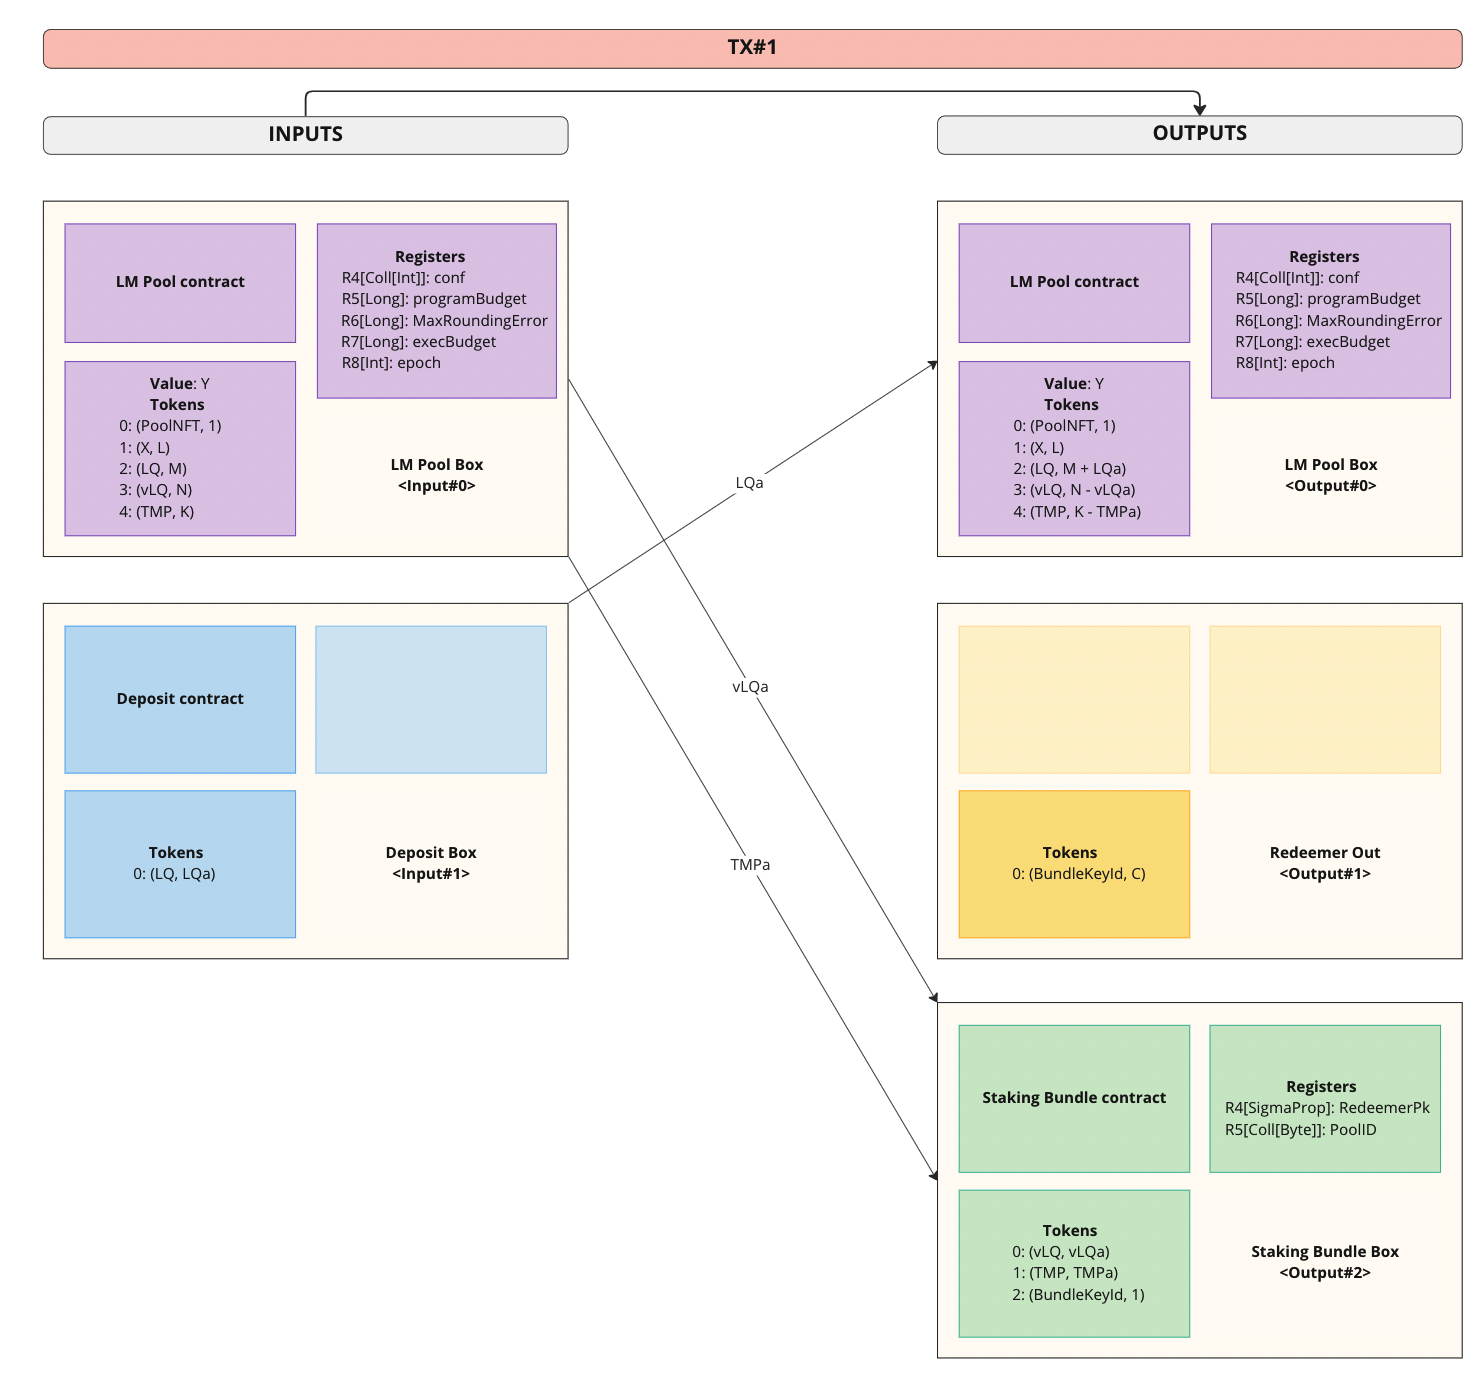 TX#1
INPUTS
OUTPUTS
LM Pool contract
Registers
R4[Coll[Int]]: conf
R5[Long]: programBudget
R6[Long]: MaxRoundingError
R7[Long]: execBudget
R8[Int]: epoch
Value: Y
Tokens
0: (PoolNFT, 1)
1: (X, L)
2: (LQ, M)
3: (vLQ, N)
4: (TMP, K)
LM Pool Box
<Input#0>
LM Pool contract
Registers
R4[Coll[Int]]: conf
R5[Long]: programBudget
R6[Long]: MaxRoundingError
R7[Long]: execBudget
R8[Int]: epoch
Value: Y
Tokens
0: (PoolNFT, 1)
1: (X, L)
2: (LQ, M + LQa)
3: (vLQ, N - vLQa)
4: (TMP, K - TMPa)
LM Pool Box
<Output#0>
LQa
vLQa
TMPa
Deposit contract
Tokens
0: (LQ, LQa)
Deposit Box
<Input#1>
Tokens
0: (BundleKeyId, C)
Redeemer Out
<Output#1>
Staking Bundle contract
Registers
R4[SigmaProp]: RedeemerPk
R5[Coll[Byte]]: PoolID
Tokens
0: (vLQ, vLQa)
1: (TMP, TMPa)
2: (BundleKeyId, 1)
Staking Bundle Box
<Output#2>